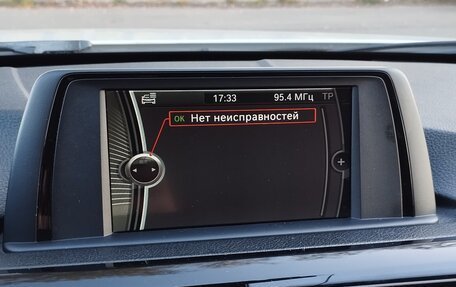 17:33 95.4 МГц TP
OK Нет неисправностей